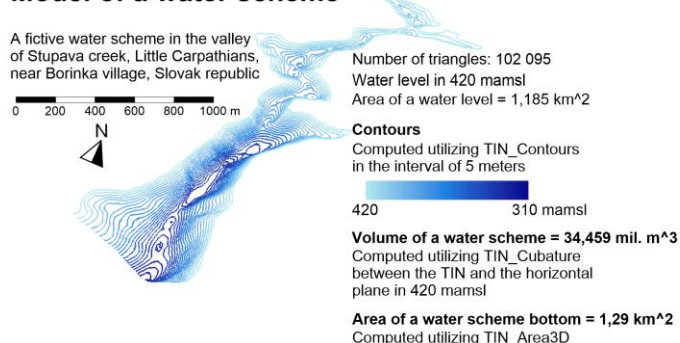 Model of a water scheme
A fictive water scheme in the valley
of Stupava creek, Little Carpathians,
near Borinka village, Slovak republic
0 200 400 600 800 1000 m
N
Number of triangles: 102 095
Water level in 420 mamsl
Area of a water level = 1,185 km^2
Contours
Computed utilizing TIN_Contours
in the interval of 5 meters
420 310 mamsl
Volume of a water scheme = 34,459 mil. m^3
Computed utilizing TIN_Cubature
between the TIN and the horizontal
plane in 420 mamsl
Area of a water scheme bottom = 1,29 km^2
Computed utilizing TIN_Area3D